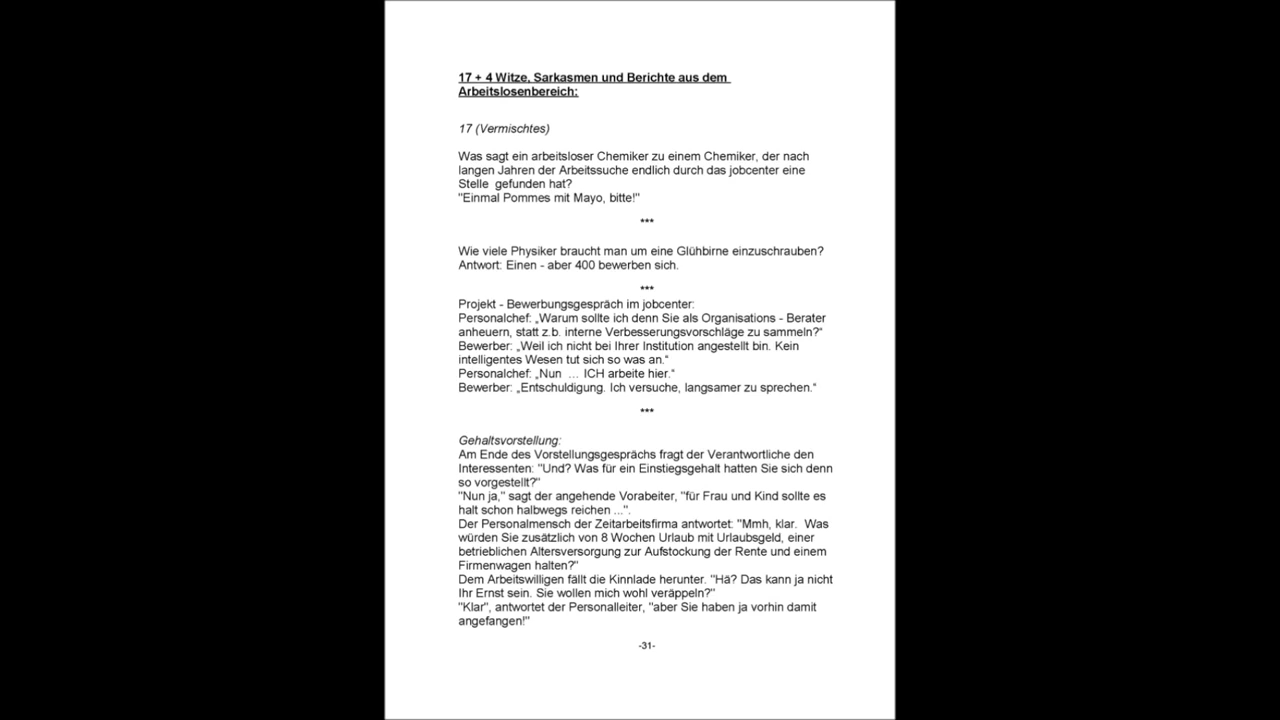 17 + 4 Witze, Sarkasmen und Berichte aus dem
Arbeitslosenbereich:
17 (Vermischtes)
Was sagt ein arbeitsloser Chemiker zu einem Chemiker, der nach
langen Jahren der Arbeitssuche endlich durch das jobcenter eine
Stelle  gefunden hat?
"Einmal Pommes mit Mayo, bitte!"
***
Wie viele Physiker braucht man um eine Glühbirne einzuschrauben?
Antwort: Einen - aber 400 bewerben sich.
***
Projekt - Bewerbungsgespräch im jobcenter:
Personalchef: „Warum sollte ich denn Sie als Organisations - Berater
anheuern, statt z.b. interne Verbesserungsvorschläge zu sammeln?“
Bewerber: „Weil ich nicht bei Ihrer Institution angestellt bin. Kein
intelligentes Wesen tut sich so was an.“
Personalchef: „Nun  … ICH arbeite hier.“
Bewerber: „Entschuldigung. Ich versuche, langsamer zu sprechen.“
***
Gehaltsvorstellung:
Am Ende des Vorstellungsgesprächs fragt der Verantwortliche den
Interessenten: "Und? Was für ein Einstiegsgehalt hatten Sie sich denn
so vorgestellt?"
"Nun ja," sagt der angehende Vorabeiter, "für Frau und Kind sollte es
halt schon halbwegs reichen ...".
Der Personalmensch der Zeitarbeitsfirma antwortet: "Mmh, klar.  Was
würden Sie zusätzlich von 8 Wochen Urlaub mit Urlaubsgeld, einer
betrieblichen Altersversorgung zur Aufstockung der Rente und einem
Firmenwagen halten?"
Dem Arbeitswilligen fällt die Kinnlade herunter. "Hä? Das kann ja nicht
Ihr Ernst sein. Sie wollen mich wohl veräppeln?"
"Klar", antwortet der Personalleiter, "aber Sie haben ja vorhin damit
angefangen!"
-31-